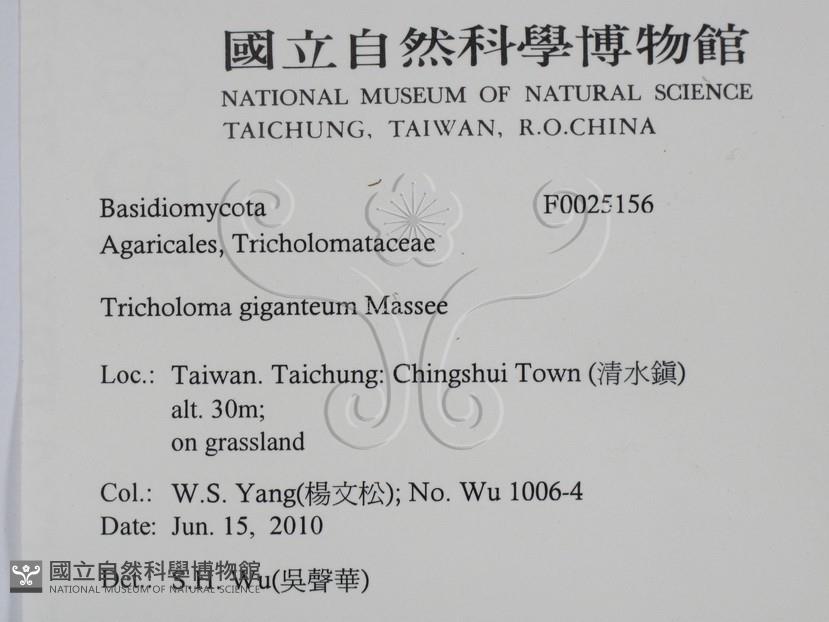 國立自然科學博物館
NATIONAL MUSEUM OF NATURAL SCIENCE
TAICHUNG, TAIWAN, R.O.CHINA
Basidiomycota F0025156
Agaricales, Tricholomataceae
Tricholoma giganteum Massee
Loc.: Taiwan. Taichung: Chingshui Town (清水鎭)
alt. 30m;
on grassland
Col.: W.S. Yang(楊文松); No. Wu 1006-4
Date: Jun. 15, 2010
Det.: S.H. Wu(吳聲華)
國立自然科學博物館
NATIONAL MUSEUM OF NATURAL SCIENCE